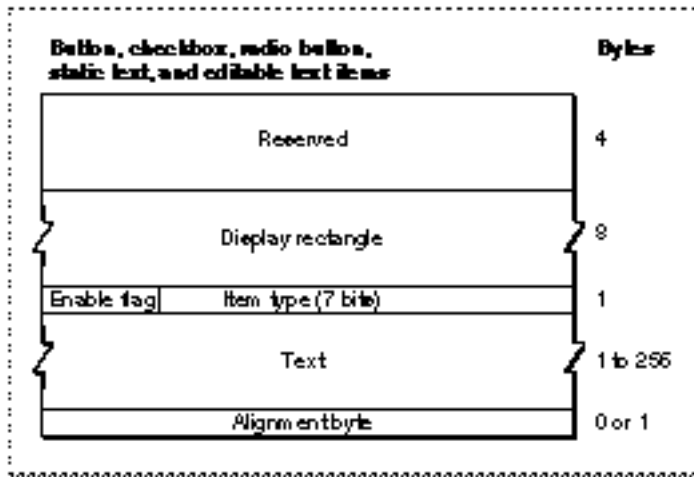 Button, checkbox, radio button, Bytes
static text, and editable text items
Reserved 4
Display rectangle 8
Enable flag Item type (7 bits) 1
Text 1 to 256
Alignment byte 0 or 1